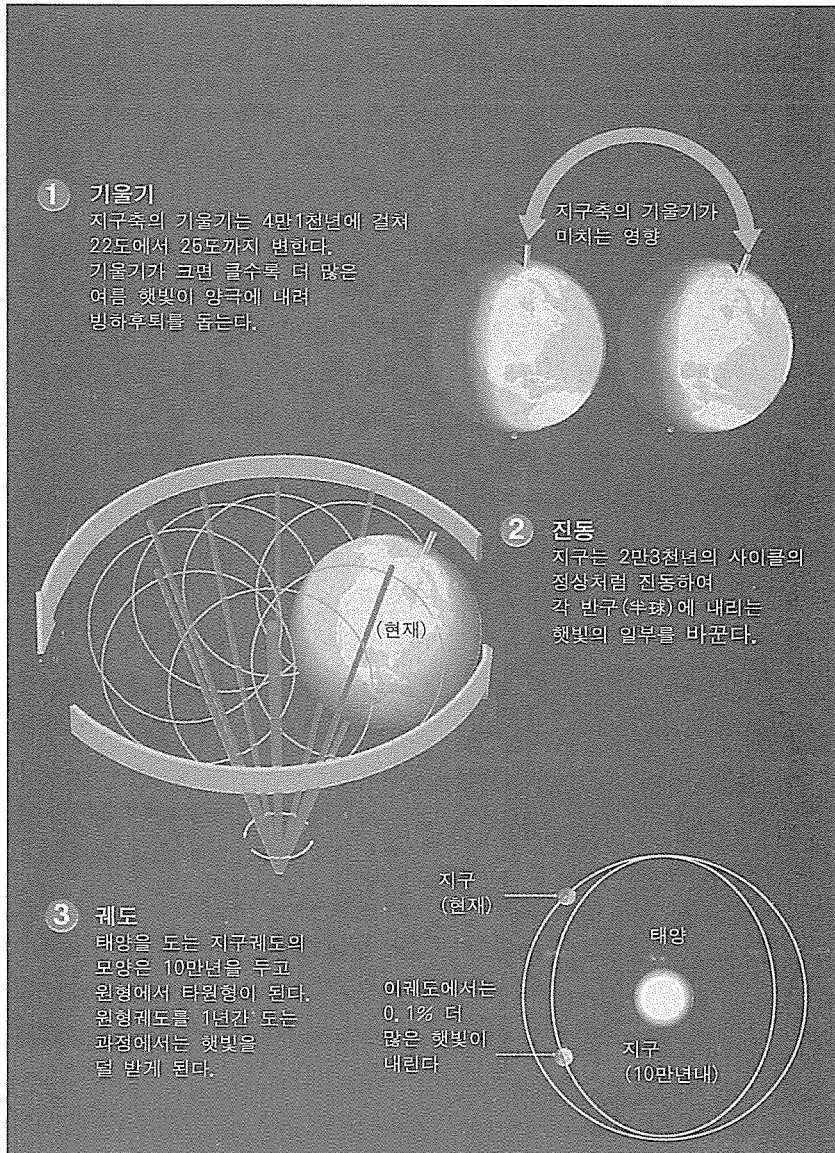 1 기울기
지구축의 기울기는 4만1천년에 걸쳐
22도에서 25도까지 변한다.
기울기가 크면 클수록 더 많은
여름 햇빛이 양극에 내려
빙하후퇴를 돕는다.
지구축의 기울기가
미치는 영향
2 진동
지구는 2만3천년의 사이클의
정상처럼 진동하여
각 반구(半球)에 내리는
햇빛의 일부를 바꾼다.
(현재)
3 궤도
태양을 도는 지구궤도의
모양은 10만년을 두고
원형에서 타원형이 된다.
원형궤도를 1년간 도는
과정에서는 햇빛을
덜 받게 된다.
지구
(현재)
태양
이궤도에서는
0.1% 더
많은 햇빛이
내린다
지구
(10만년내)